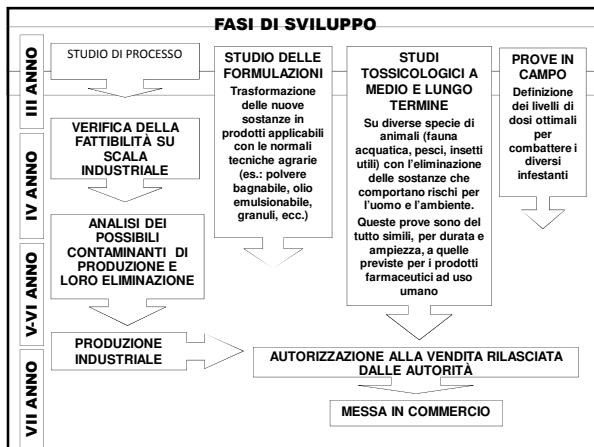 FASI DI SVILUPPO
III ANNO
IV ANNO
V-VI ANNO
VII ANNO
STUDIO DI PROCESSO
VERIFICA DELLA
FATTIBILITÀ SU
SCALA
INDUSTRIALE
ANALISI DEI
POSSIBILI
CONTAMINANTI DI
PRODUZIONE E
LORO ELIMINAZIONE
PRODUZIONE
INDUSTRIALE
STUDIO DELLE
FORMULAZIONI
Trasformazione
delle nuove
sostanze in
prodotti applicabili
con le normali
tecniche agrarie
(es.: polvere
bagnabile, olio
emulsionabile,
granuli, ecc.)
STUDI
TOSSICOLOGICI A
MEDIO E LUNGO
TERMINE
Su diverse specie di
animali (fauna
acquatica, pesci, insetti
utili) con l'eliminazione
delle sostanze che
comportano rischi per
l'uomo e l'ambiente.
Queste prove sono del
tutto simili, per durata e
ampiezza, a quelle
previste per i prodotti
farmaceutici ad uso
umano
PROVE IN
CAMPO
Definizione
dei livelli di
dosi ottimali
per
combattere i
diversi
infestanti
AUTORIZZAZIONE ALLA VENDITA RILASCIATA
DALLE AUTORITÀ
MESSA IN COMMERCIO